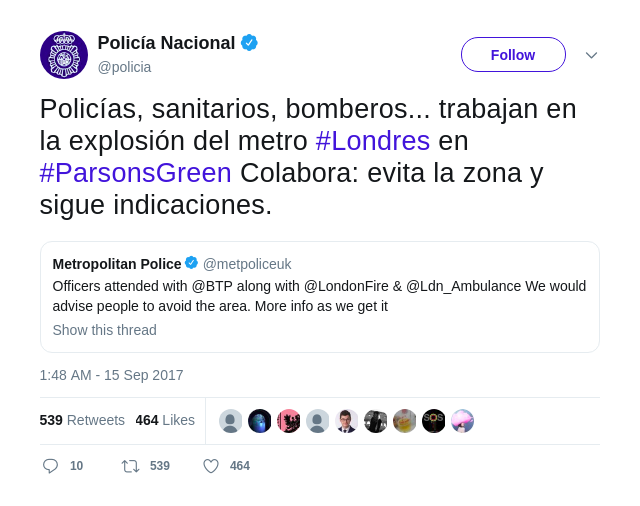 Policía Nacional
@policia
Follow
Policías, sanitarios, bomberos... trabajan en
la explosión del metro #Londres en
#ParsonsGreen Colabora: evita la zona y
sigue indicaciones.
Metropolitan Police @metpoliceuk
Officers attended with @BTP along with @LondonFire & @Ldn_Ambulance We would
advise people to avoid the area. More info as we get it
Show this thread
1:48 AM - 15 Sep 2017
539 Retweets 464 Likes
SOS
10 539 464